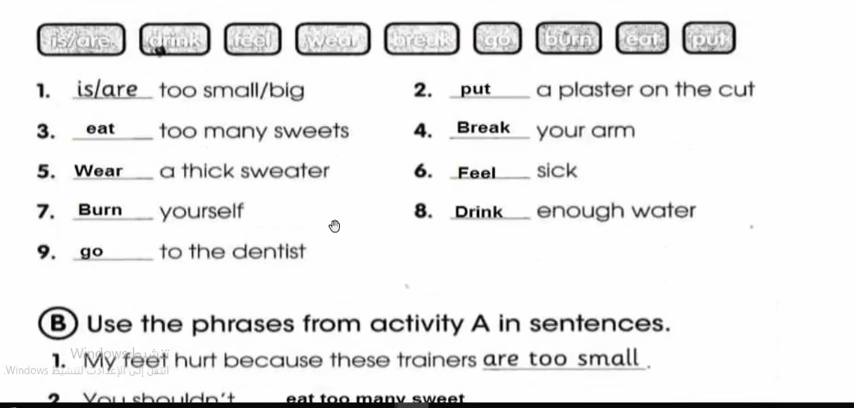 is/are drink feel wear break go burn eat put
1. is/are too small/big 2. put a plaster on the cut
3. eat too many sweets 4. Break your arm
5. Wear a thick sweater 6. Feel sick
7. Burn yourself 8. Drink enough water
9. go to the dentist
B Use the phrases from activity A in sentences.
1. My feet hurt because these trainers are too small.
2 You shouldn't eat too many sweet